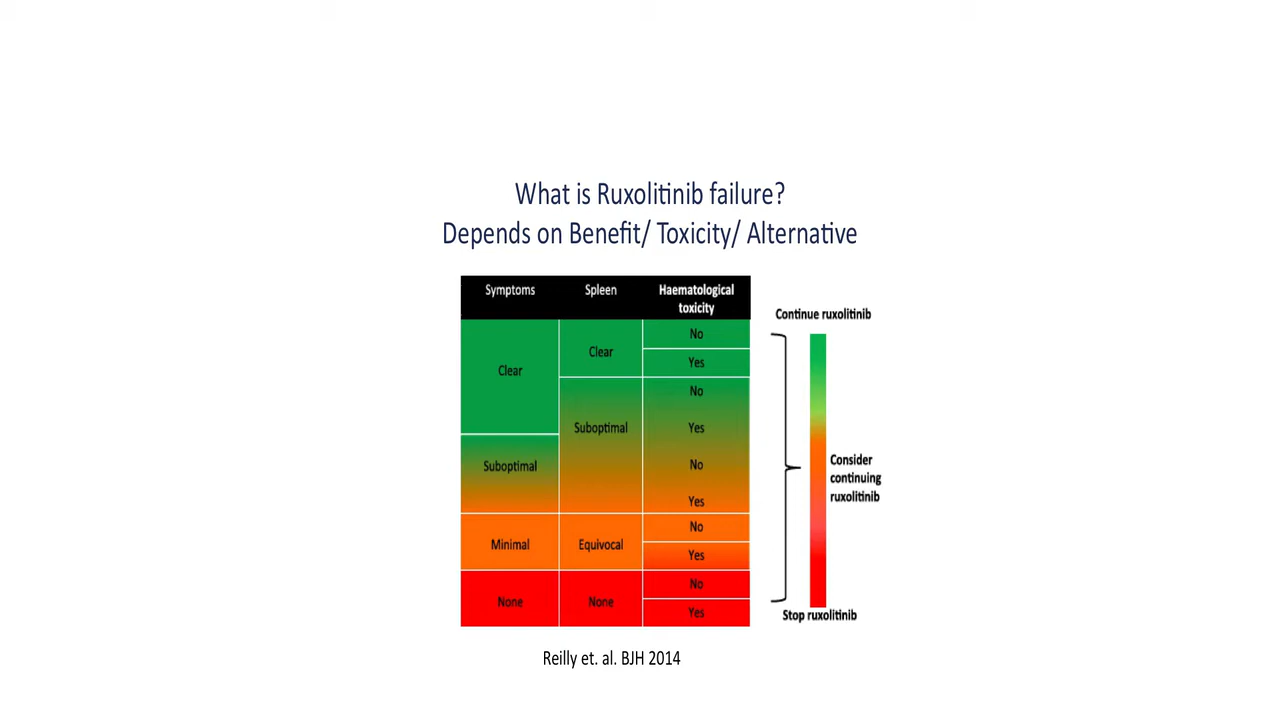 What is Ruxolitinib failure?
Depends on Benefit/ Toxicity/ Alternative
Symptoms Spleen Haematological
toxicity
Continue ruxolitinib
No
Clear
Yes
Clear
No
Suboptimal Yes
Suboptimal No
Consider
continuing
ruxolitinib
Yes
No
Minimal Equivocal
Yes
No
None None
Yes
Stop ruxolitinib
Reilly et. al. BJH 2014